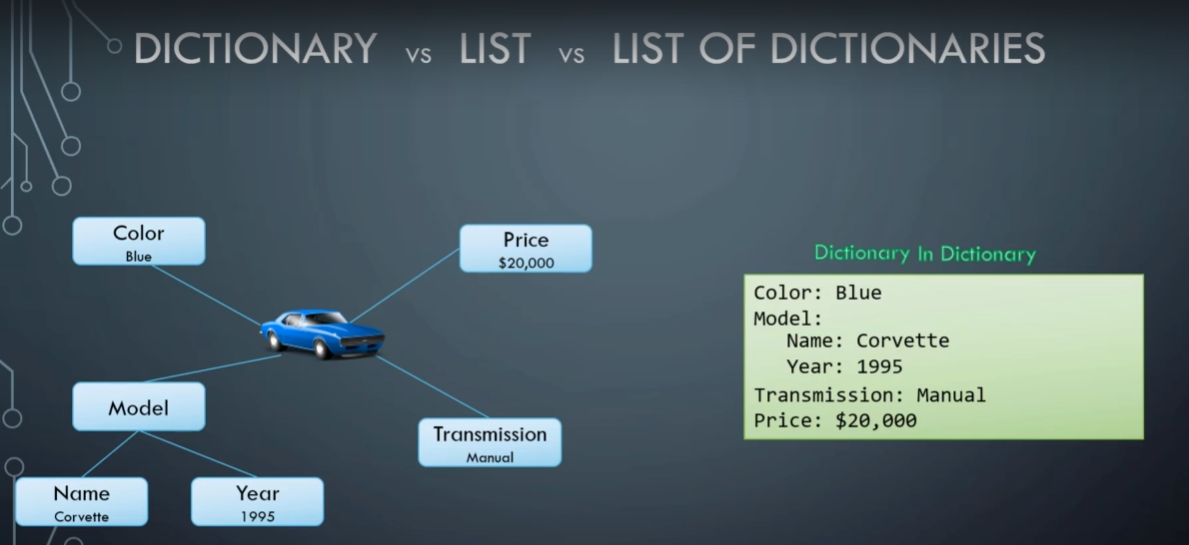 DICTIONARY vs LIST vs LIST OF DICTIONARIES
Color
Blue
Price
$20,000
Model
Name
Corvette
Year
1995
Transmission
Manual
Dictionary In Dictionary
Color: Blue
Model:
Name: Corvette
Year: 1995
Transmission: Manual
Price: $20,000